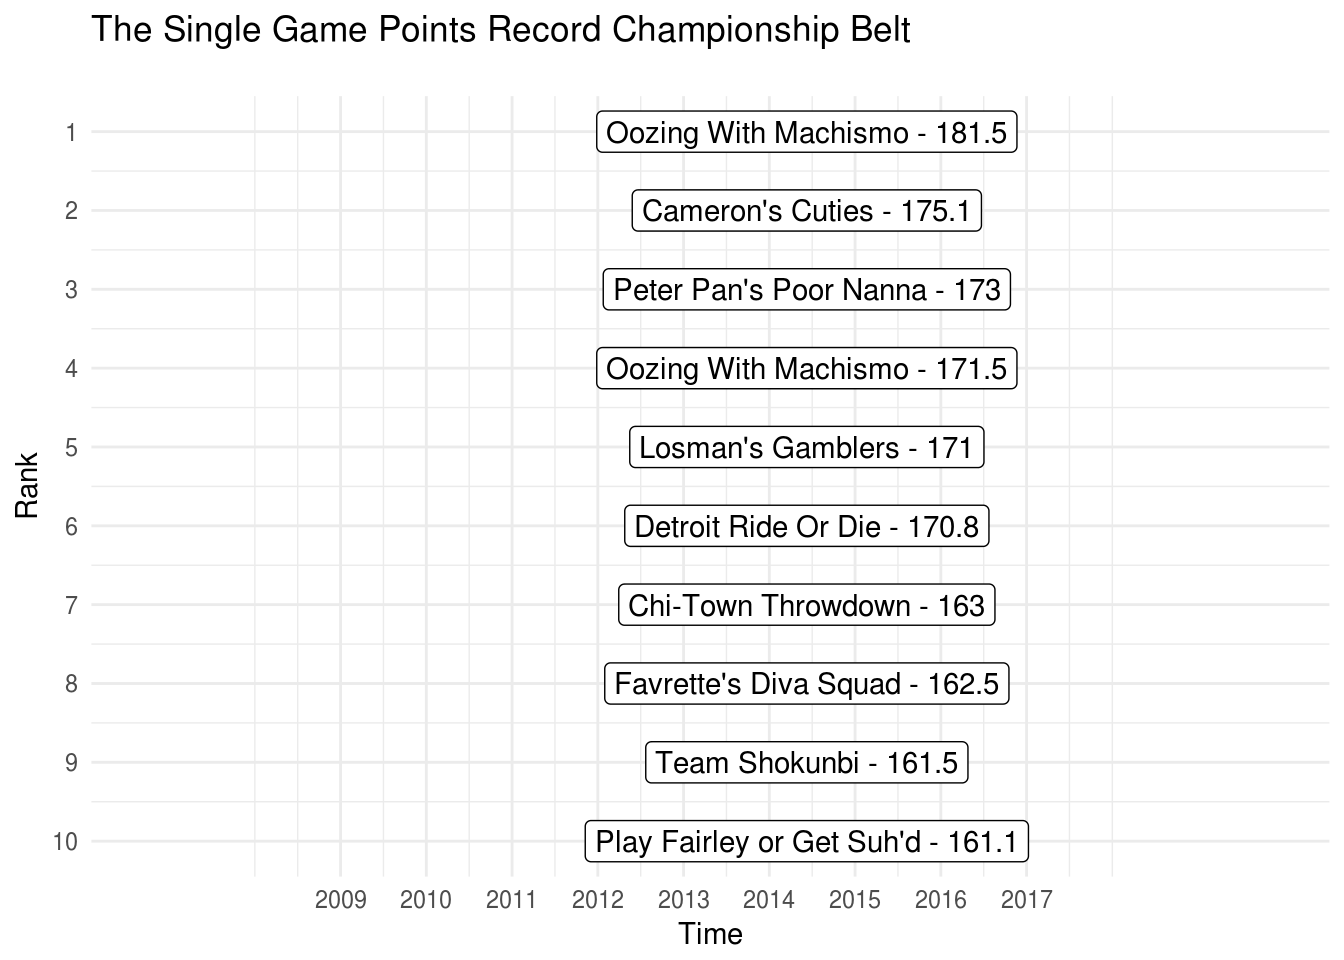 The Single Game Points Record Championship Belt
1
Oozing With Machismo - 181.5
2
Cameron's Cuties - 175.1
3
Peter Pan's Poor Nanna - 173
4
Oozing With Machismo - 171.5
5
Losman's Gamblers - 171
Rank
6
Detroit Ride Or Die - 170.8
7
Chi-Town Throwdown - 163
8
Favrette's Diva Squad - 162.5
9
Team Shokunbi - 161.5
10
Play Fairley or Get Suh'd - 161.1
2009 2010 2011 2012 2013 2014 2015 2016 2017
Time